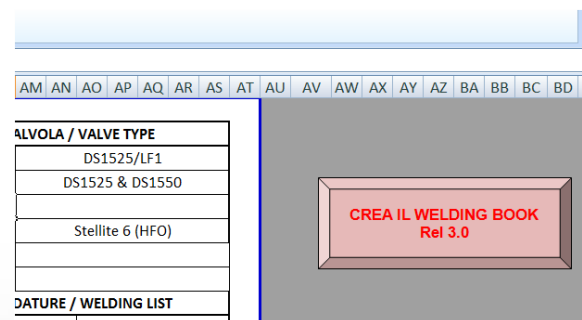 AM AN AO AP AQ AR AS AT AU AV AW AX AY AZ BA BB BC BD
ALVOLA / VALVE TYPE
DS1525/LF1
DS1525 & DS1550
Stellite 6 (HFO)
DATURE / WELDING LIST
CREA IL WELDING BOOK
Rel 3.0